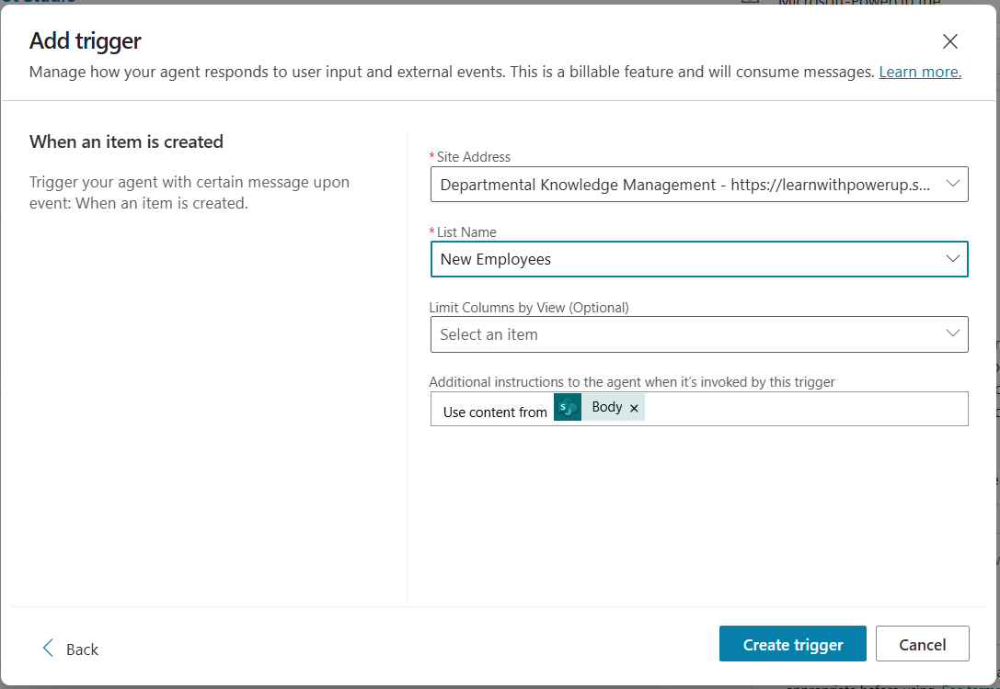 Add trigger
Manage how your agent responds to user input and external events. This is a billable feature and will consume messages. Learn more.
When an item is created
Trigger your agent with certain message upon
event: When an item is created.
* Site Address
Departmental Knowledge Management - https://learnwithpowerup.s...
* List Name
New Employees
Limit Columns by View (Optional)
Select an item
Additional instructions to the agent when it's invoked by this trigger
Use content from Body
Back
Create trigger
Cancel